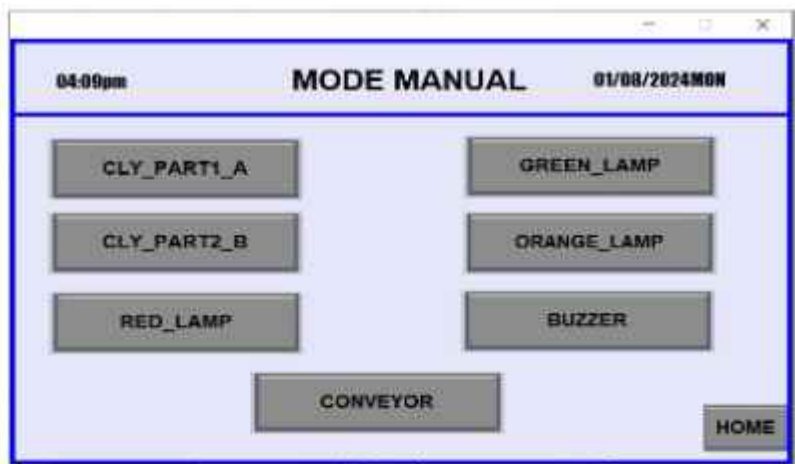 04:09pm MODE MANUAL 01/08/2024MON
CLY_PART1_A GREEN_LAMP
CLY_PART2_B ORANGE_LAMP
RED_LAMP BUZZER
CONVEYOR
HOME